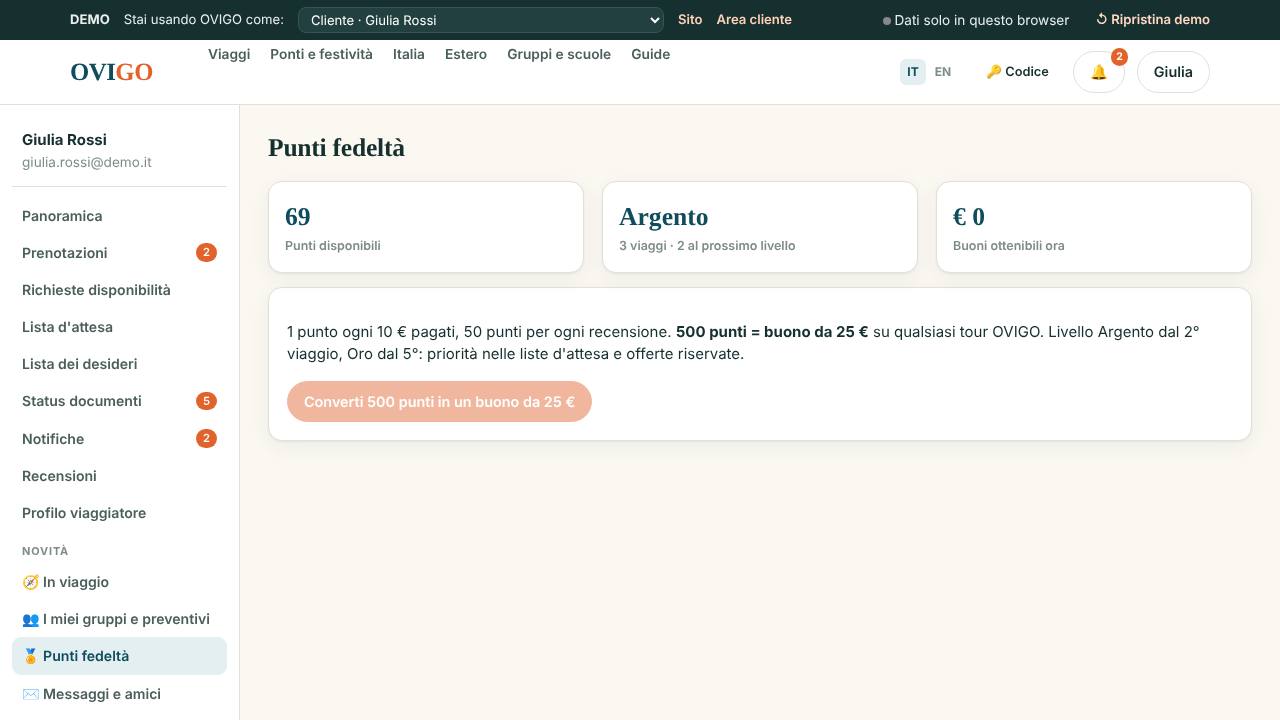 DEMO Stai usando OVIGO come: Cliente · Giulia Rossi Sito Area cliente Dati solo in questo browser Ripristina demo
OVIGO Viaggi Ponti e festività Italia Estero Gruppi e scuole Guide IT EN Codice 2 Giulia
Giulia Rossi
giulia.rossi@demo.it
Panoramica
Prenotazioni 2
Richieste disponibilità
Lista d'attesa
Lista dei desideri
Status documenti 5
Notifiche 2
Recensioni
Profilo viaggiatore
NOVITÀ
In viaggio
I miei gruppi e preventivi
Punti fedeltà
Messaggi e amici
Punti fedeltà
69
Punti disponibili
Argento
3 viaggi · 2 al prossimo livello
€ 0
Buoni ottenibili ora
1 punto ogni 10 € pagati, 50 punti per ogni recensione. 500 punti = buono da 25 € su qualsiasi tour OVIGO. Livello Argento dal 2°
viaggio, Oro dal 5°: priorità nelle liste d'attesa e offerte riservate.
Converti 500 punti in un buono da 25 €